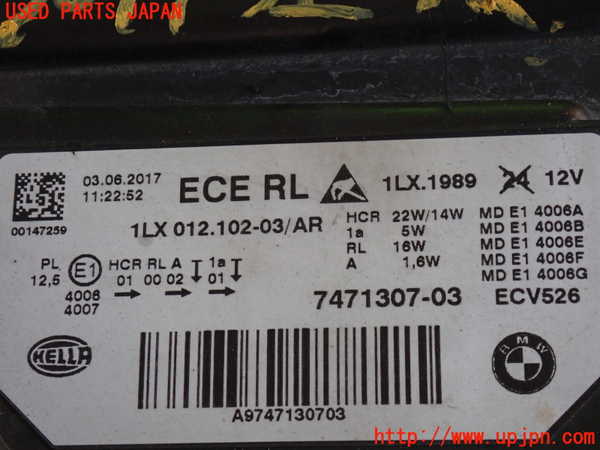 USED PARTS JAPAN
03.06.2017
11:22:52
00147259
ECE RL
1LX.1989
24 12V
1LX 012.102-03/AR
HCR 22W/14W MD E1 4006A
1a 5W MD E1 4006B
RL 16W MD E1 4006E
A 1,6W MD E1 4006F
MD E1 4006G
PL
12,5
E1
HCR RL A 1a
01 00 02 01
4006
4007
7471307-03
ECV526
HELLA
BMW
A9747130703
https://www.upjpn.com/